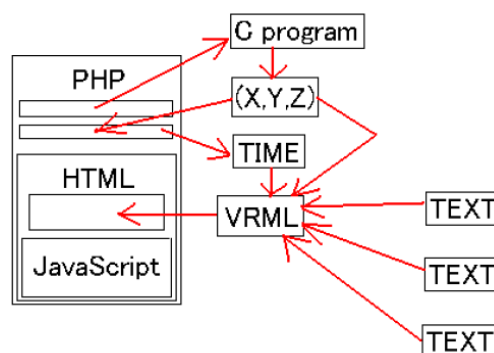 C program
PHP
(X,Y,Z)
TIME
HTML
VRML
TEXT
JavaScript
TEXT
TEXT